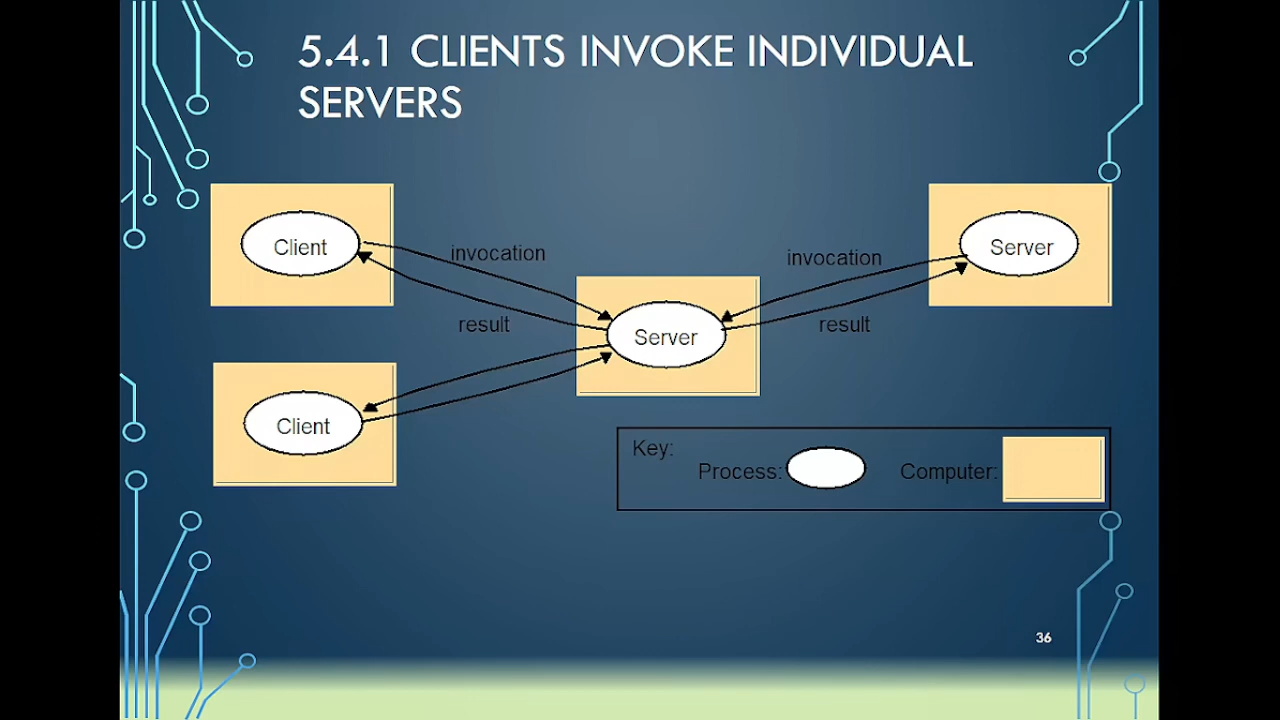 5.4.1 CLIENTS INVOKE INDIVIDUAL
SERVERS
Client
invocation
invocation
Server
result
Server
result
Client
Key:
Process:
Computer:
36